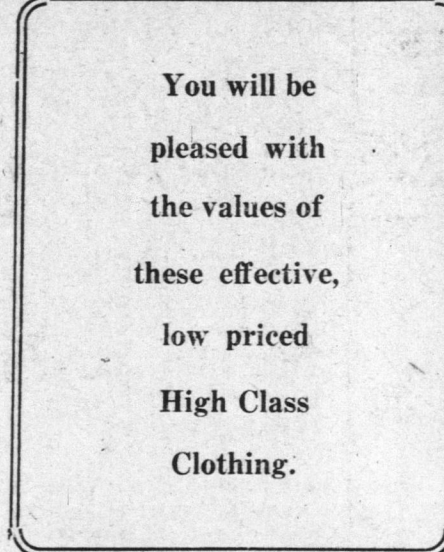 You will be
pleased with
the values of
these effective,
low priced
High Class
Clothing.